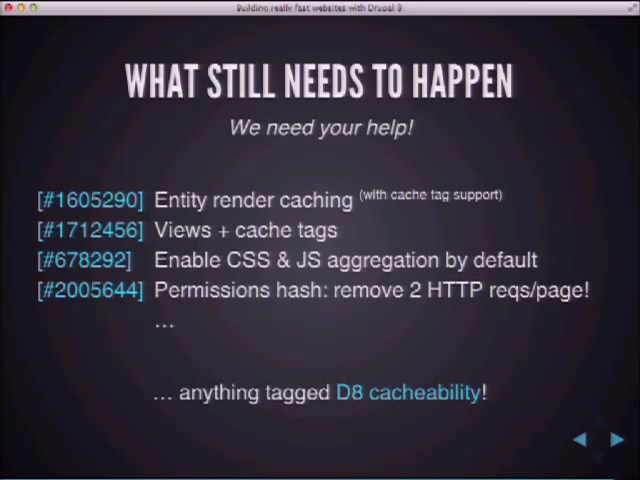 Building really fast websites with Drupal 8
WHAT STILL NEEDS TO HAPPEN
We need your help!
[#1605290] Entity render caching (with cache tag support)
[#1712456] Views + cache tags
[#678292] Enable CSS & JS aggregation by default
[#2005644] Permissions hash: remove 2 HTTP reqs/page!
...
... anything tagged D8 cacheability!